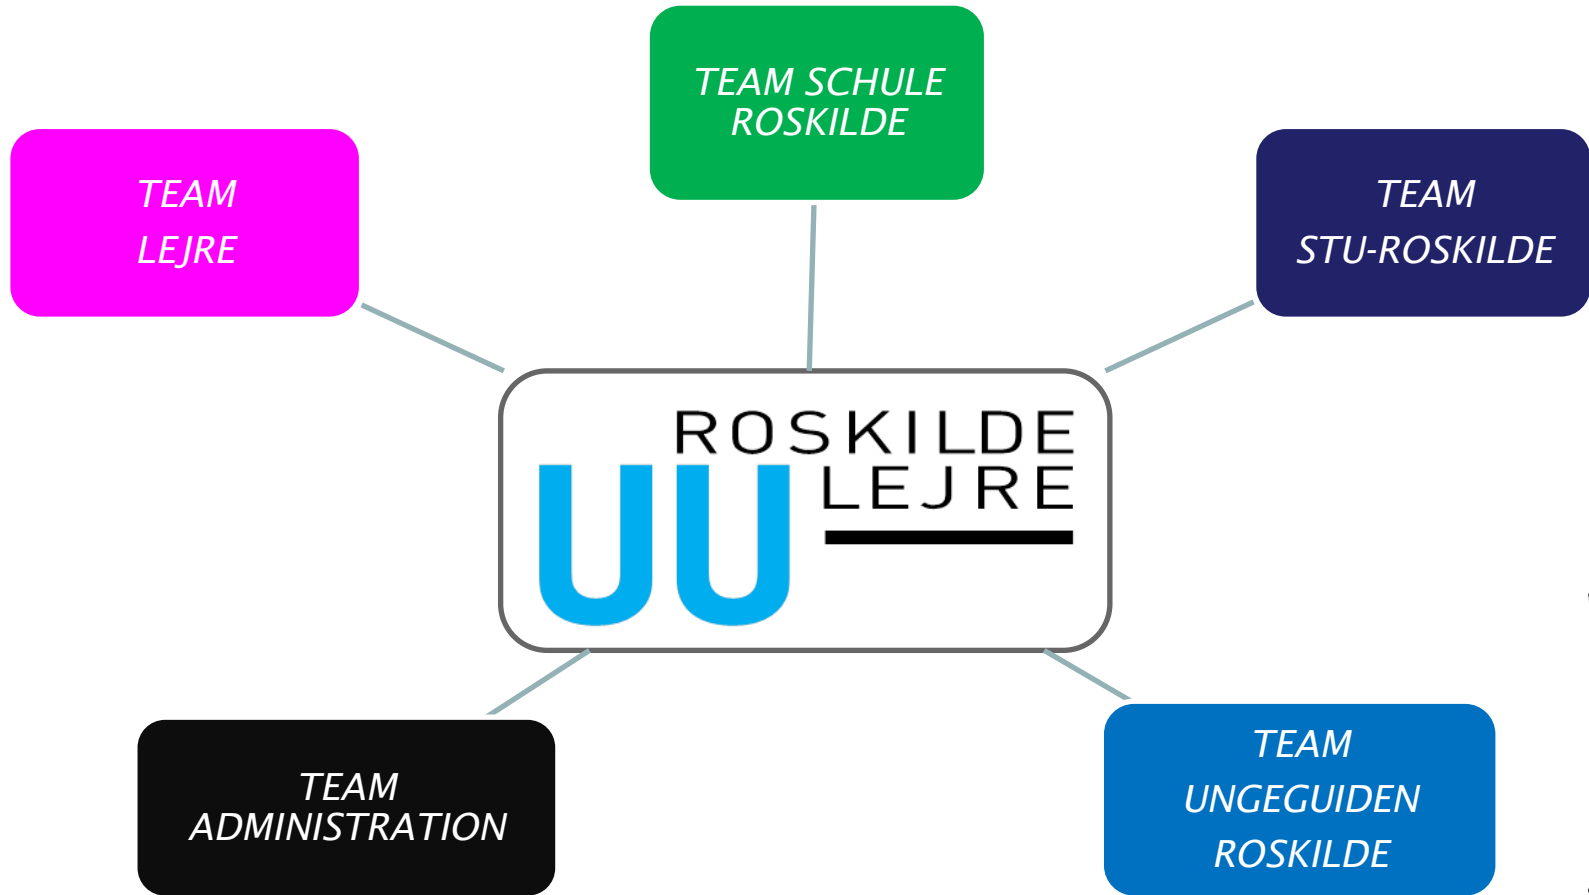 TEAM SCHULE
ROSKILDE
TEAM
LEJRE
TEAM
STU-ROSKILDE
ROSKILDE
LEJRE
UU
TEAM
ADMINISTRATION
TEAM
UNGEGUIDEN
ROSKILDE